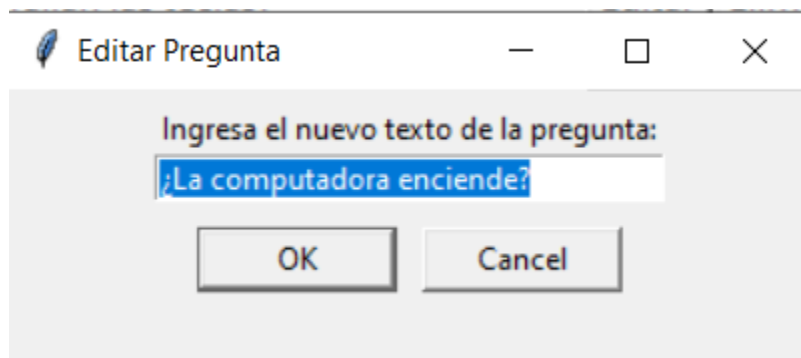 Editar Pregunta
Ingresa el nuevo texto de la pregunta:
¿La computadora enciende?
OK Cancel